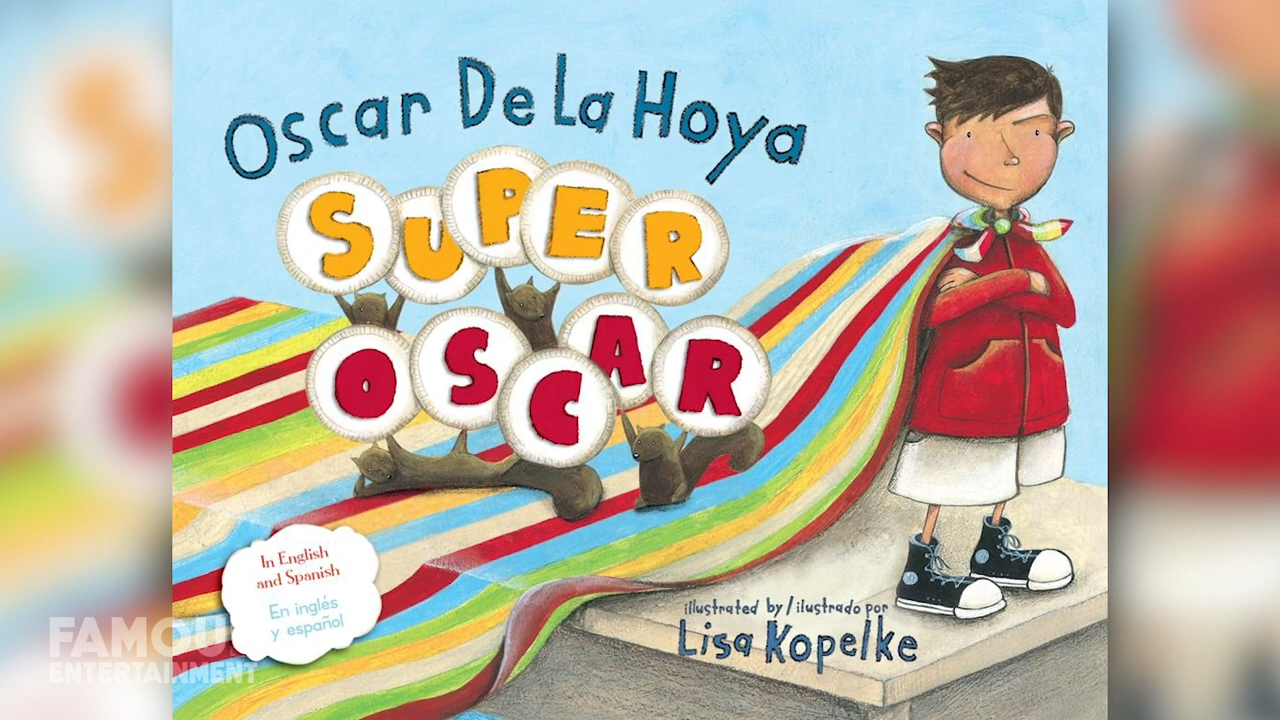 Oscar De La Hoya
SUPER
OSCAR
In English
and Spanish
En inglés
y español
illustrated by/ilustrado por
Lisa Kopelke
FAMOUS
ENTERTAINMENT